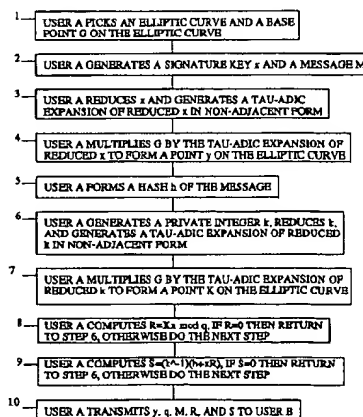 1
USER A PICKS AN ELLIPTIC CURVE AND A BASE
POINT G ON THE ELLIPTIC CURVE
2
USER A GENERATES A SIGNATURE KEY x AND A MESSAGE M
3
USER A REDUCES x AND GENERATES A TAU-ADIC
EXPANSION OF REDUCED x IN NON-ADJACENT FORM
4
USER A MULTIPLIES G BY THE TAU-ADIC EXPANSION OF
REDUCED x TO FORM A POINT y ON THE ELLIPTIC CURVE
5
USER A FORMS A HASH h OF THE MESSAGE
6
USER A GENERATES A PRIVATE INTEGER k, REDUCES k,
AND GENERATES A TAU-ADIC EXPANSION OF REDUCED
k IN NON-ADJACENT FORM
7
USER A MULTIPLIES G BY THE TAU-ADIC EXPANSION OF
REDUCED k TO FORM A POINT K ON THE ELLIPTIC CURVE
8
USER A COMPUTES R=Kx mod q, IF R=0 THEN RETURN
TO STEP 6, OTHERWISE DO THE NEXT STEP
9
USER A COMPUTES S=(k^-1)(h+xR), IF S=0 THEN RETURN
TO STEP 6, OTHERWISE DO THE NEXT STEP
10
USER A TRANSMITS y, q, M, R, AND S TO USER B